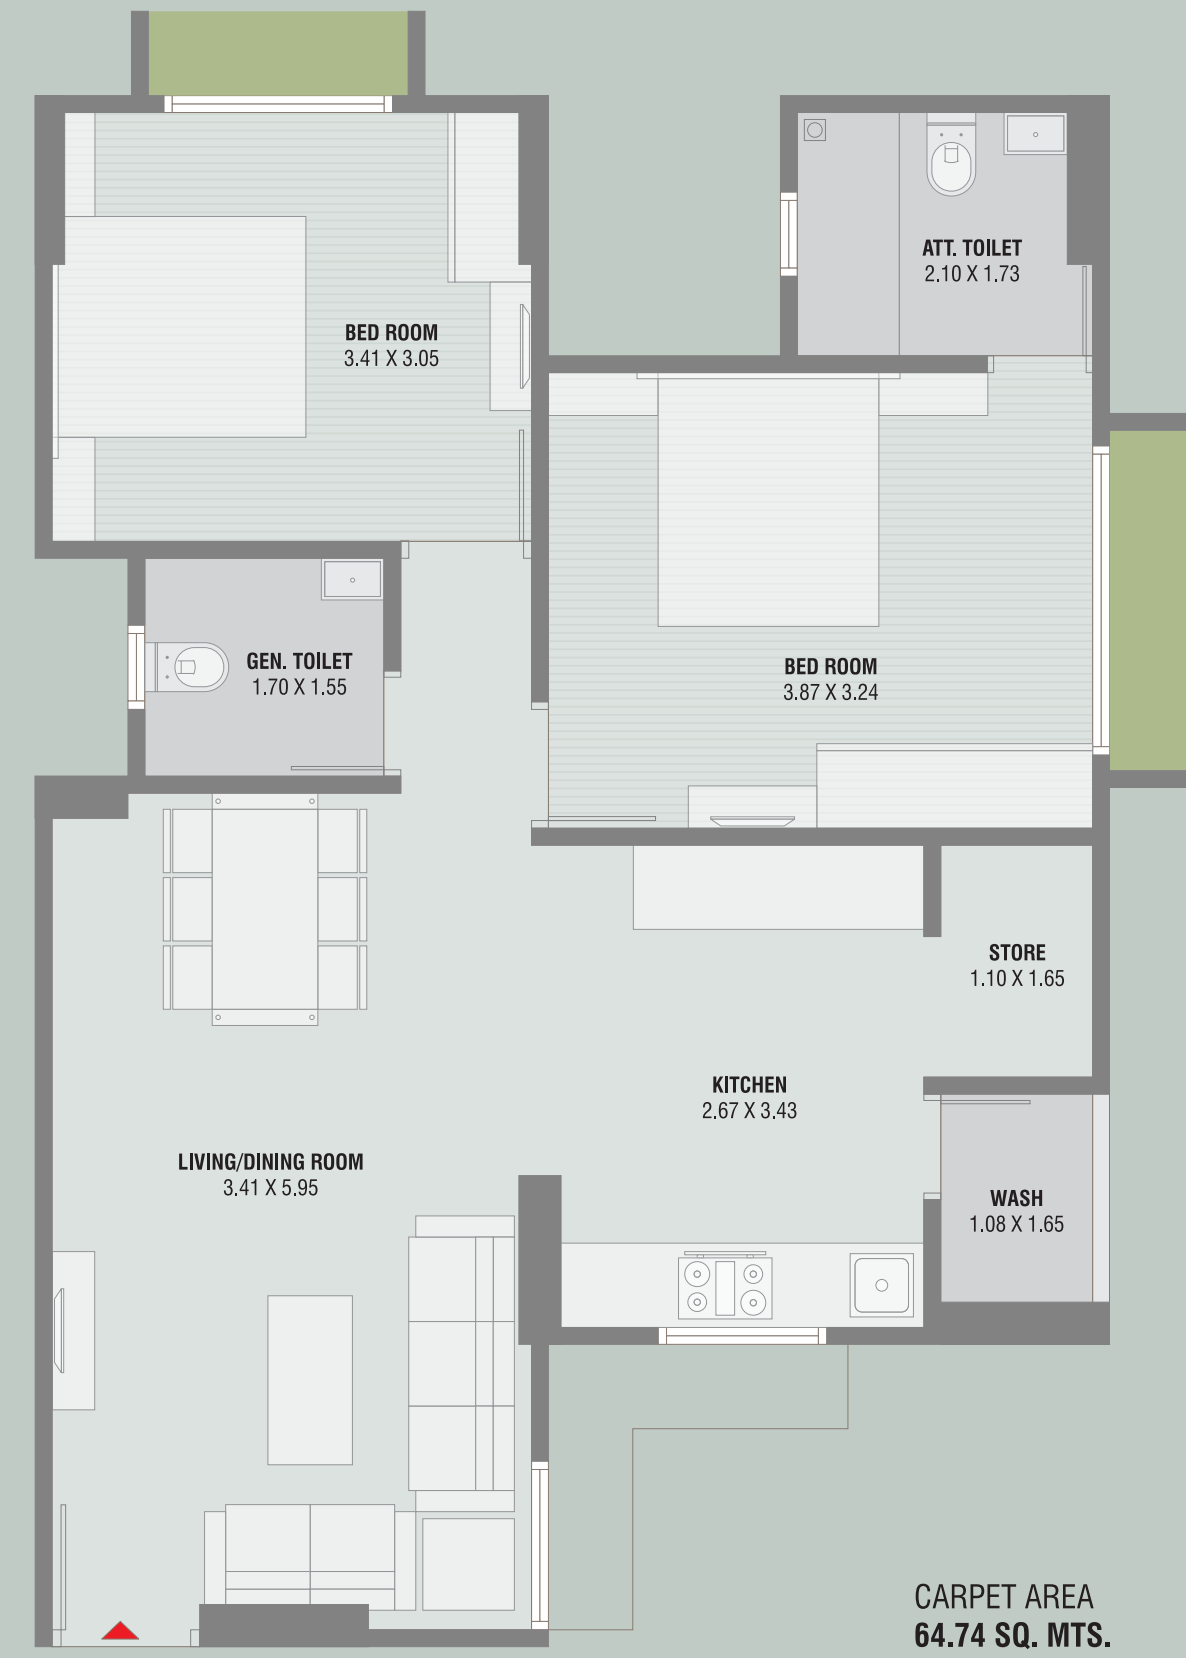 ATT. TOILET
2.10 X 1.73
BED ROOM
3.41 X 3.05
GEN. TOILET
1.70 X 1.55
BED ROOM
3.87 X 3.24
STORE
1.10 X 1.65
KITCHEN
2.67 X 3.43
LIVING/DINING ROOM
3.41 X 5.95
WASH
1.08 X 1.65
CARPET AREA
64.74 SQ. MTS.